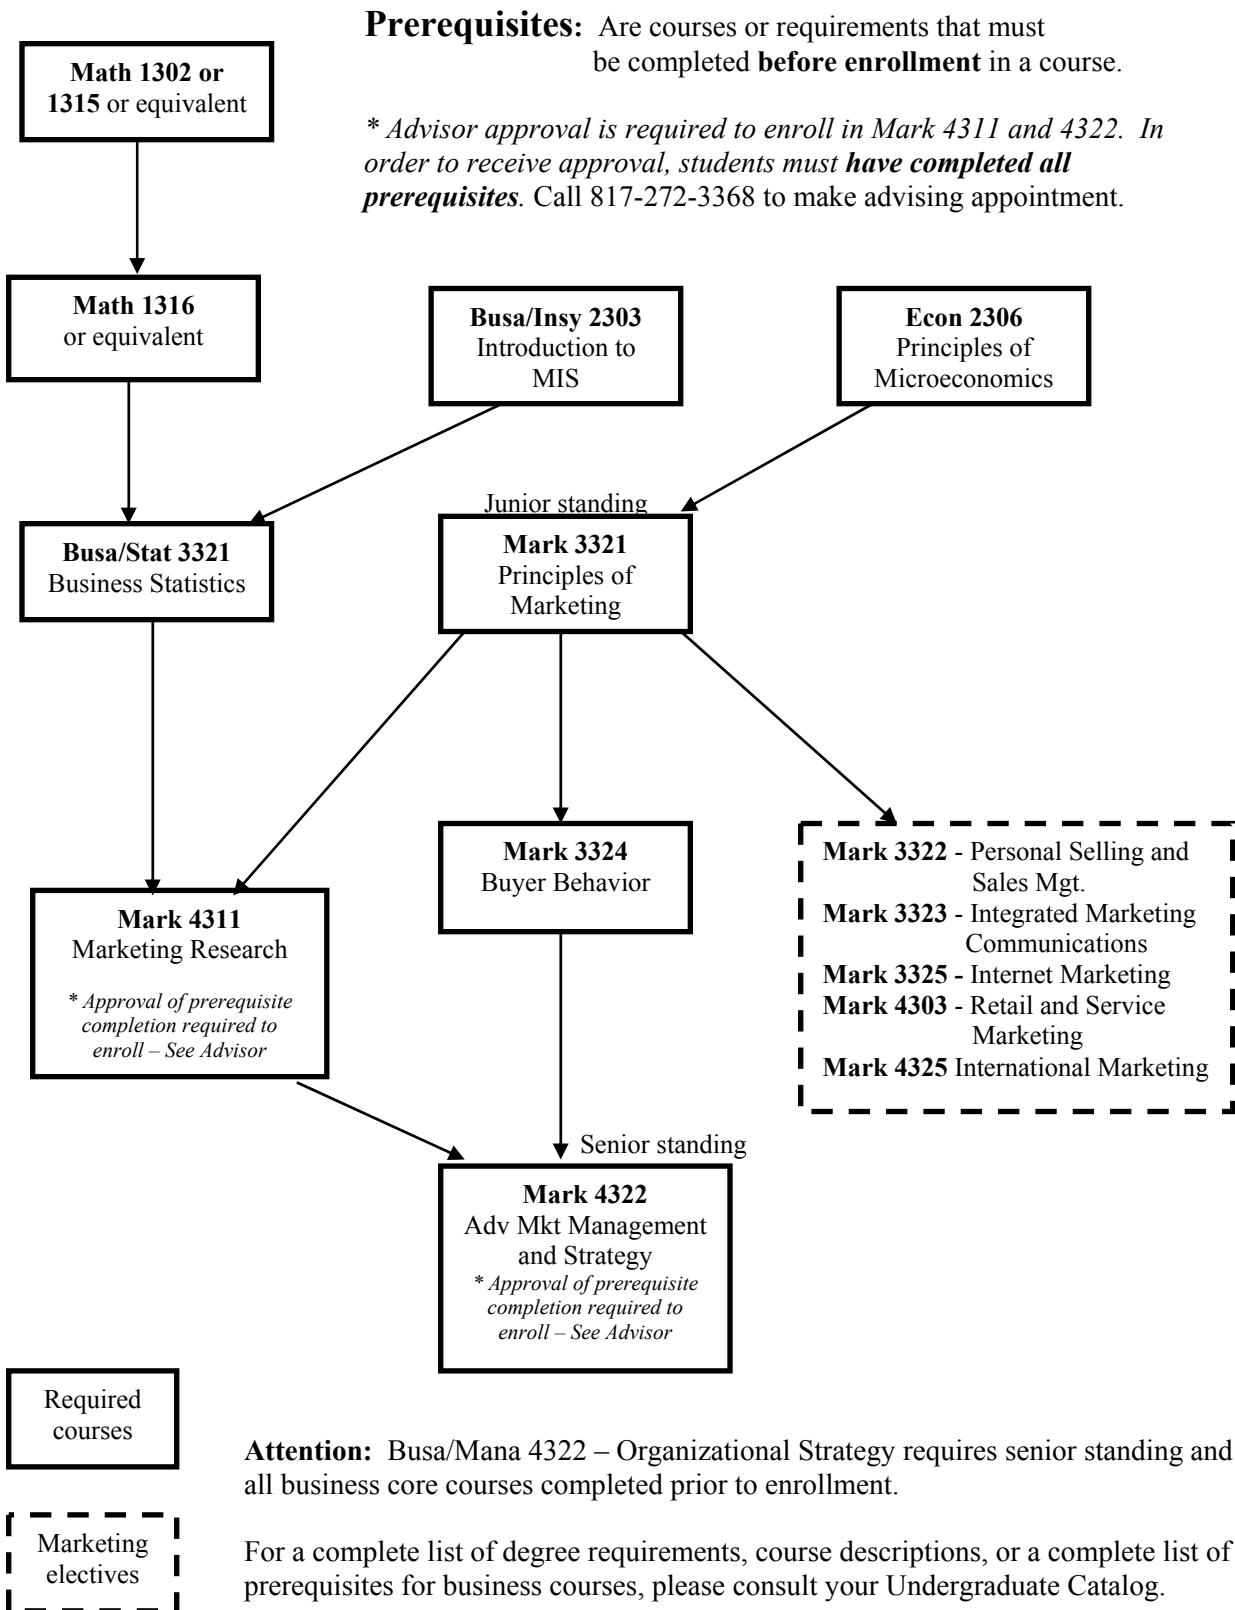 Prerequisites: Are courses or requirements that must
be completed before enrollment in a course.
* Advisor approval is required to enroll in Mark 4311 and 4322. In
order to receive approval, students must have completed all
prerequisites. Call 817-272-3368 to make advising appointment.
Math 1302 or
1315 or equivalent
Math 1316
or equivalent
Busa/Insy 2303
Introduction to
MIS
Econ 2306
Principles of
Microeconomics
Busa/Stat 3321
Business Statistics
Junior standing
Mark 3321
Principles of
Marketing
Mark 4311
Marketing Research
* Approval of prerequisite
completion required to
enroll – See Advisor
Mark 3324
Buyer Behavior
Mark 3322 - Personal Selling and
Sales Mgt.
Mark 3323 - Integrated Marketing
Communications
Mark 3325 - Internet Marketing
Mark 4303 - Retail and Service
Marketing
Mark 4325 International Marketing
Senior standing
Mark 4322
Adv Mkt Management
and Strategy
* Approval of prerequisite
completion required to
enroll – See Advisor
Required
courses
Attention: Busa/Mana 4322 – Organizational Strategy requires senior standing and
all business core courses completed prior to enrollment.
Marketing
electives
For a complete list of degree requirements, course descriptions, or a complete list of
prerequisites for business courses, please consult your Undergraduate Catalog.